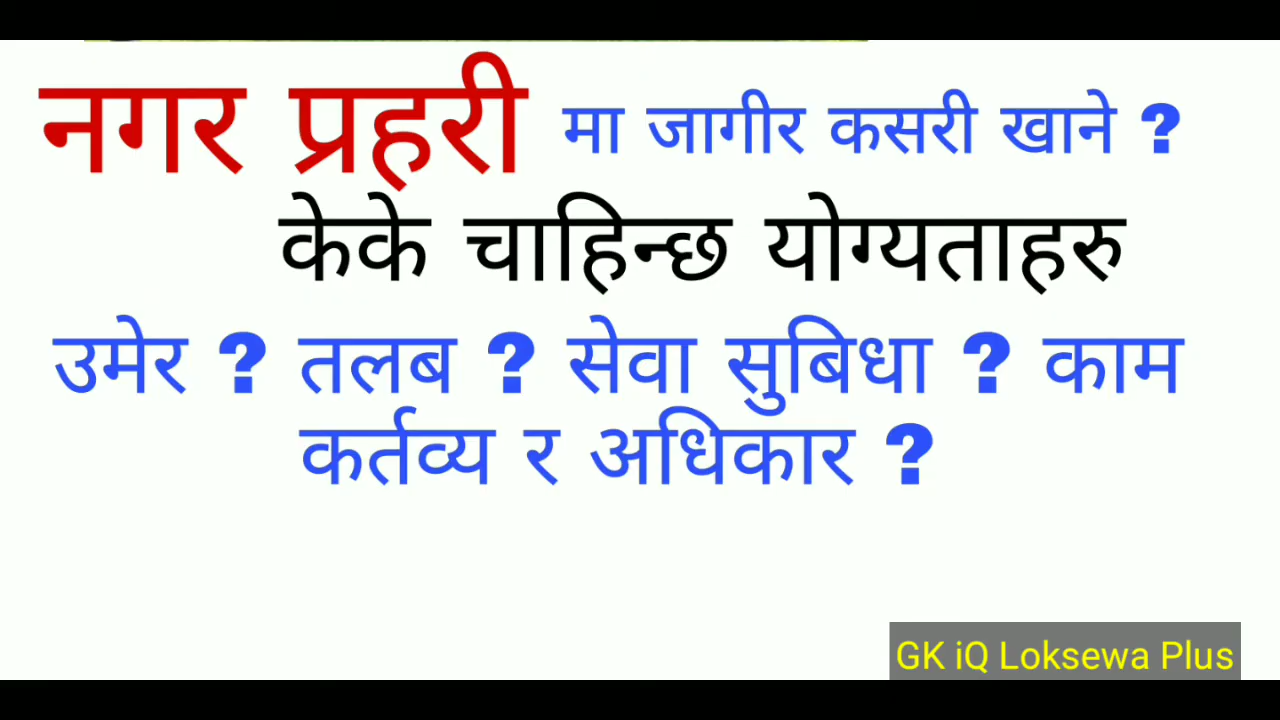 नगर प्रहरी मा जागीर कसरी खाने ?
केके चाहिन्छ योग्यताहरु
उमेर ? तलब ? सेवा सुबिधा ? काम
कर्तव्य र अधिकार ?
GK iQ Loksewa Plus